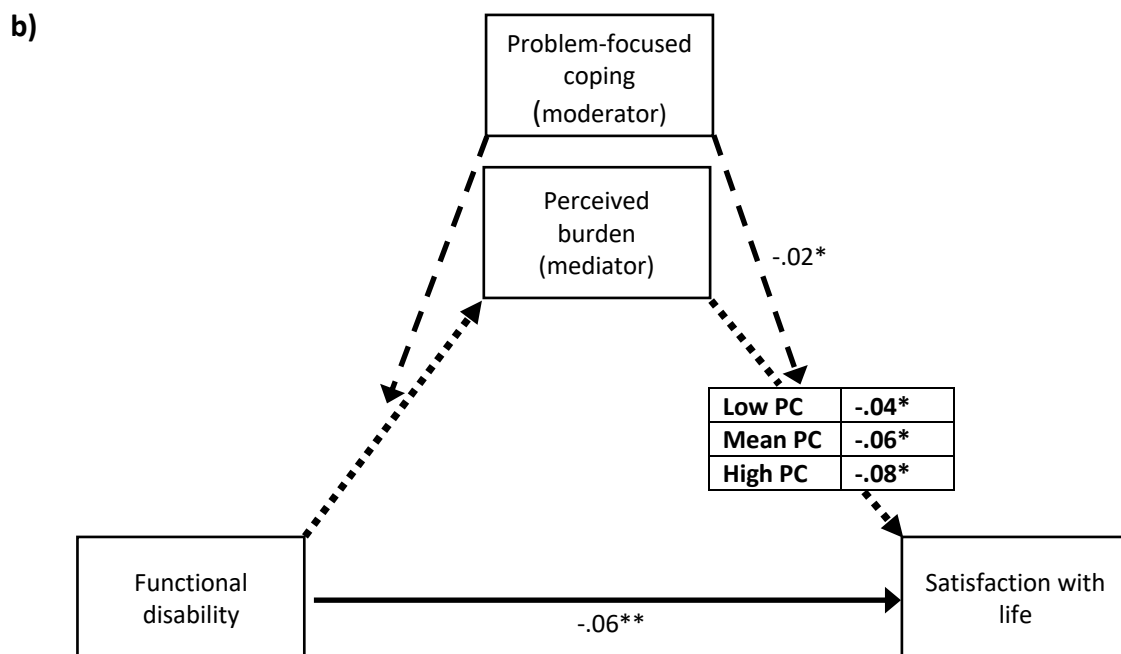 b)
Problem-focused
coping
(moderator)
Perceived
burden
(mediator)
-.02*
Low PC -.04*
Mean PC -.06*
High PC -.08*
Functional
disability
-.06**
Satisfaction with
life